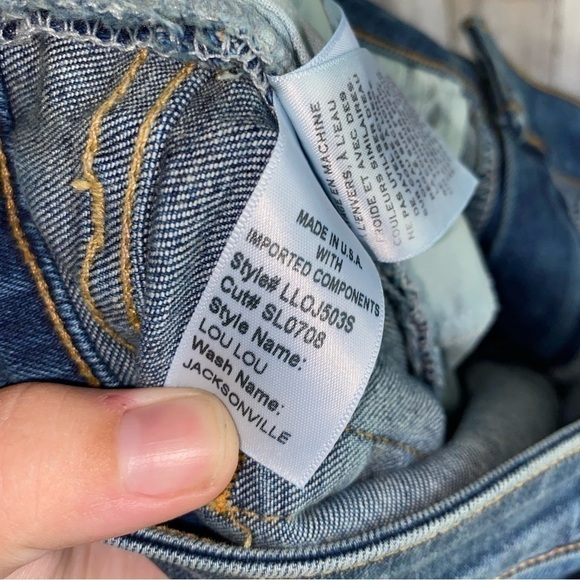 MADE IN U.S.A.
WITH
IMPORTED COMPONENTS
Style# LLOJ503S
Cut# SL0708
Style Name:
LOU LOU
Wash Name:
JACKSONVILLE
EN MACHINE
L'ENVERS, À L'EAU
ET AVEC DES
COULEURS SIMILAIRES
NE